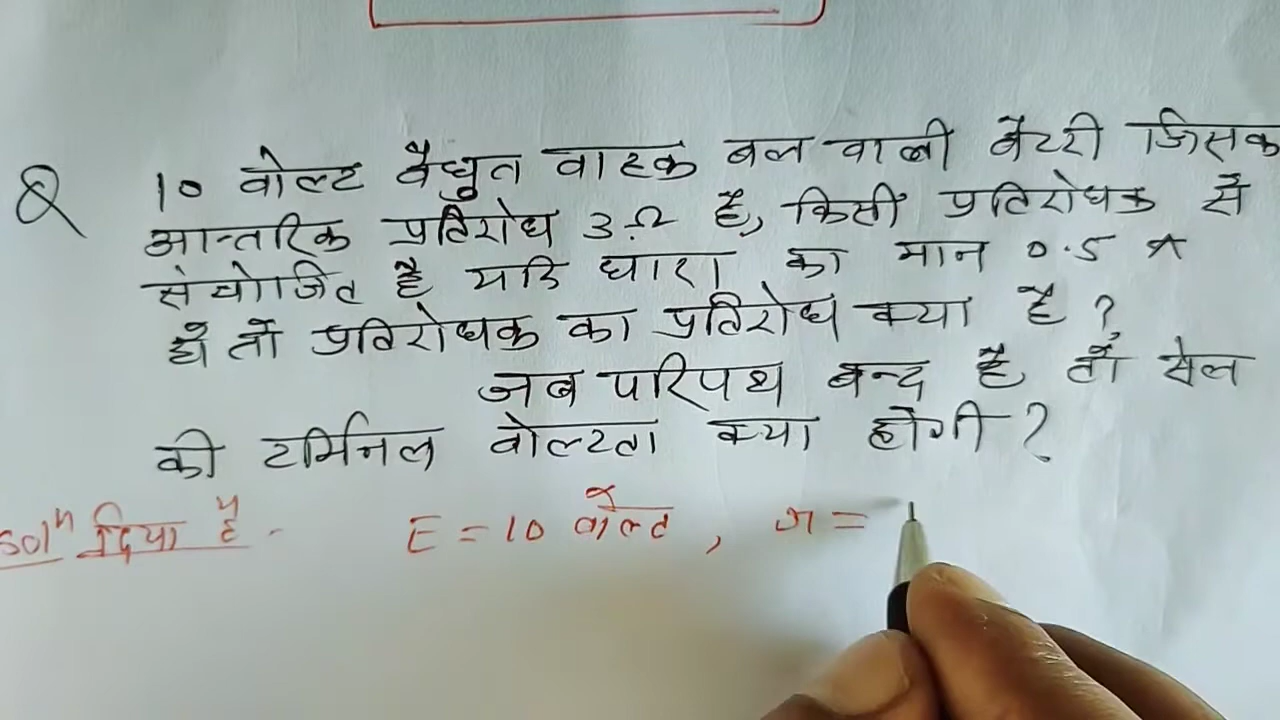 Q 10 वोल्ट वैधुत वाहक बल वाली बैटरी जिसक
आन्तरिक प्रतिरोध 3Ω है, किसी प्रतिरोधक से
संयोजित है यदि धारा का मान 0.5 A
है तो प्रतिरोधक का प्रतिरोध क्या है?
जब परिपथ बन्द है तो सेल
की टर्मिनल वोल्टता क्या होगी?
Solⁿ दिया है - E = 10 वोल्ट, r =